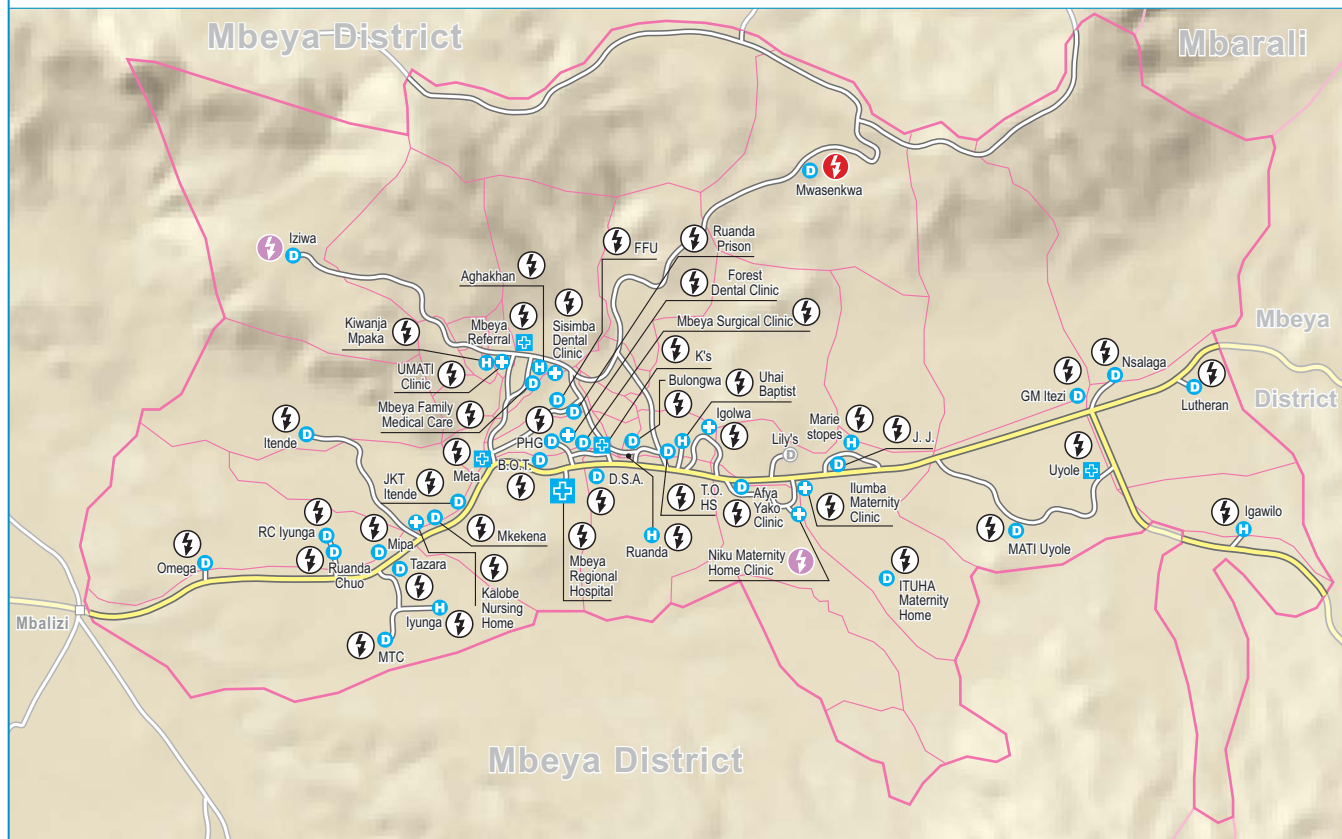 Mbeya District
Mbarali
D
Mwasenkwa
Iziwa
D
FFU
Ruanda
Prison
Aghakhan
Forest
Dental Clinic
Sisimba
Dental
Clinic
Mbeya Surgical Clinic
Kiwanja
Mpaka
Mbeya
Referral
Mbeya
K's
H
H
UMATI
Clinic
D
Bulongwa
Uhai
Baptist
Nsalaga
D
GM Itezi
D
D
Lutheran
District
Mbeya Family
Medical Care
D
D
Igolwa
Marie
stopes
J. J.
Itende
D
PHG
D
D
D
D
H
Lily's
D
H
Meta
B.O.T.
D
D
D.S.A.
T.O.
HS
D
Afya
Yako
Clinic
D
Ilumba
Maternity
Clinic
Uyole
JKT
Itende
D
D
Mkekena
RC Iyunga
D
Mipa
D
D
Ruanda
Chuo
Omega
D
D
Tazara
Kalobe
Nursing
Home
Mbeya
Regional
Hospital
Ruanda
H
Niku Maternity
Home Clinic
D
ITUHA
Maternity
Home
MATI Uyole
D
Igawilo
H
H
Iyunga
Mbalizi
D
MTC
Mbeya District